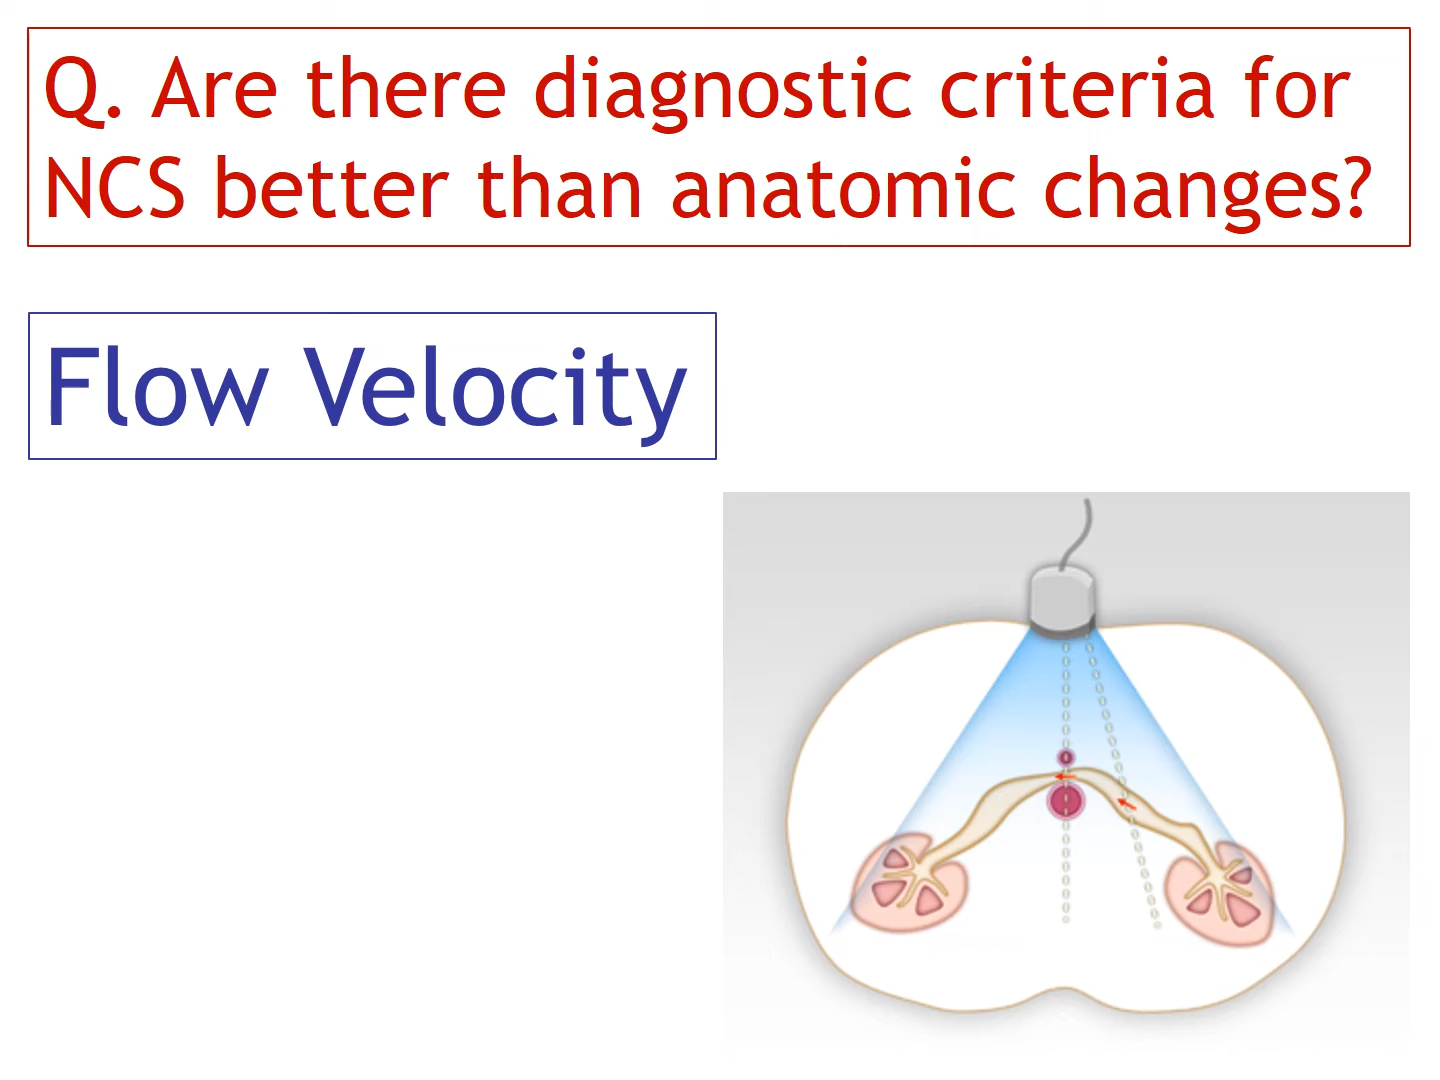 Q. Are there diagnostic criteria for
NCS better than anatomic changes?
Flow Velocity